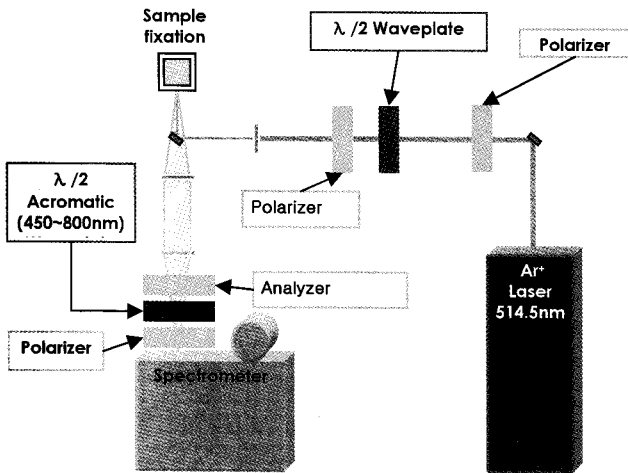 Sample
fixation
λ /2 Waveplate
Polarizer
λ /2
Acromatic
(450~800nm)
Polarizer
Analyzer
Polarizer
Spectrometer
Ar+
Laser
514.5nm